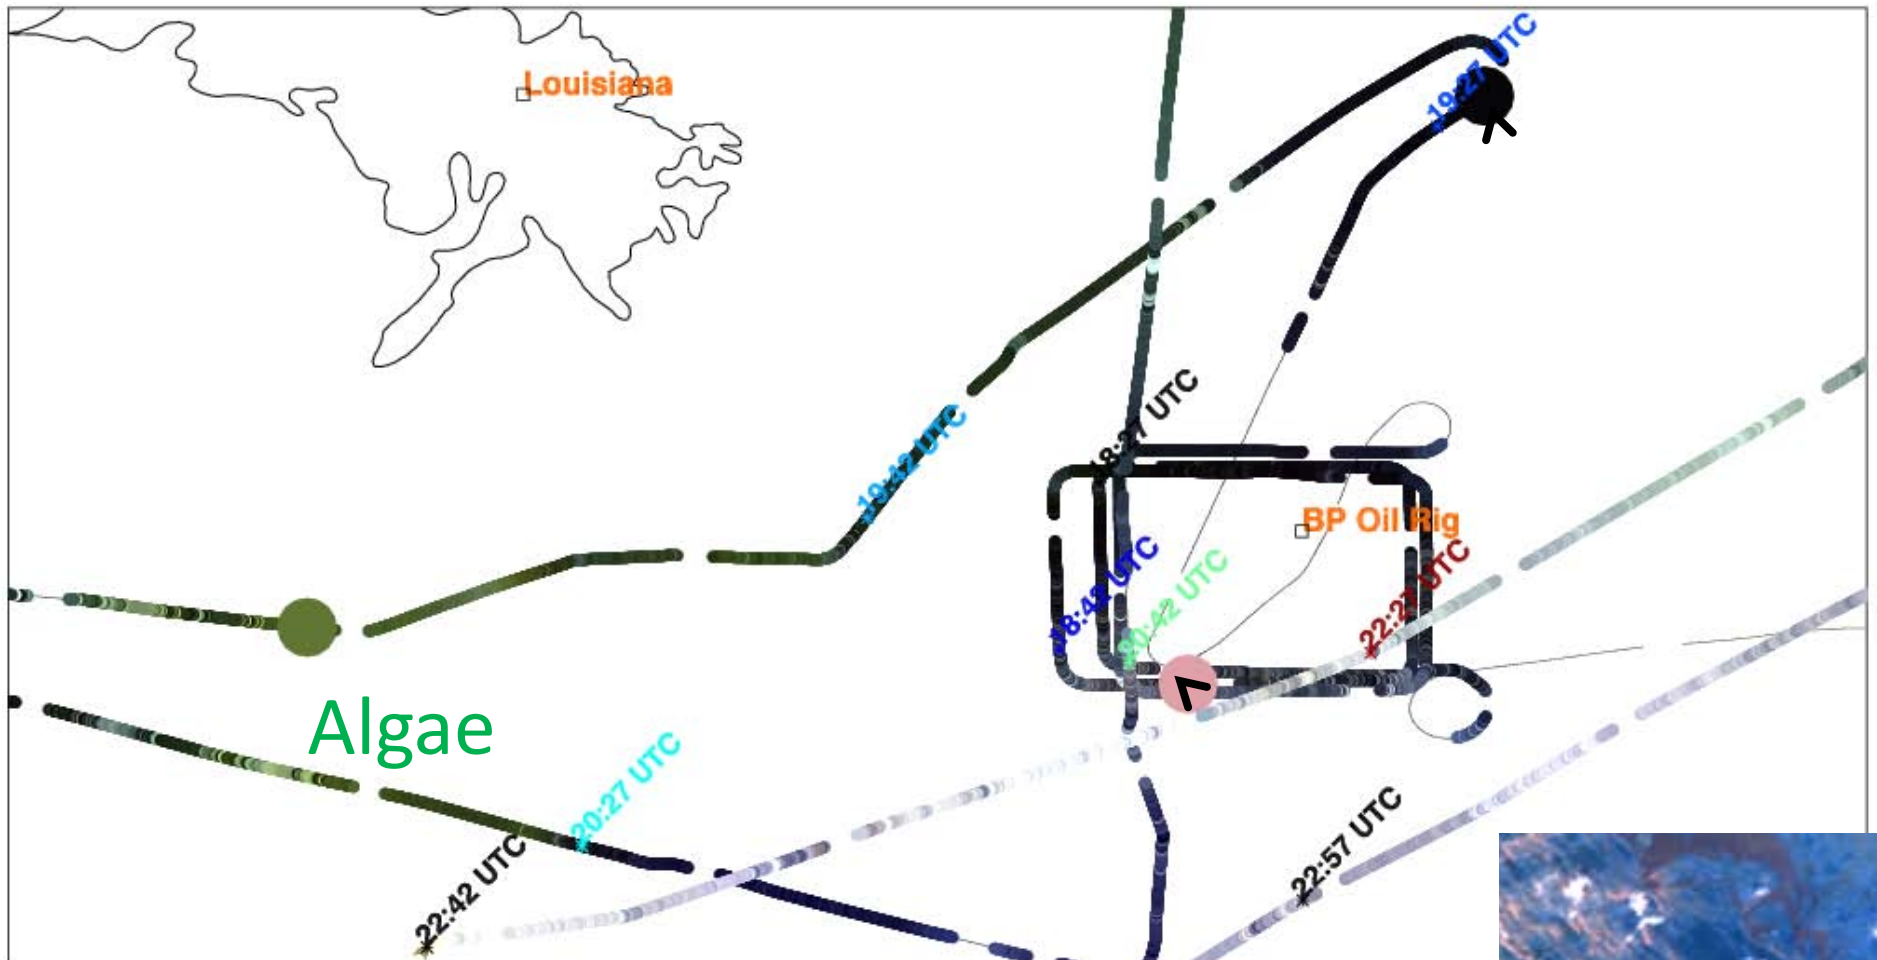 19:27 UTC
Louisiana
18:27 UTC
19:42 UTC
BP Oil Rig
18:42 UTC
20:42 UTC
22:27 UTC
Algae
20:27 UTC
22:42 UTC
22:57 UTC